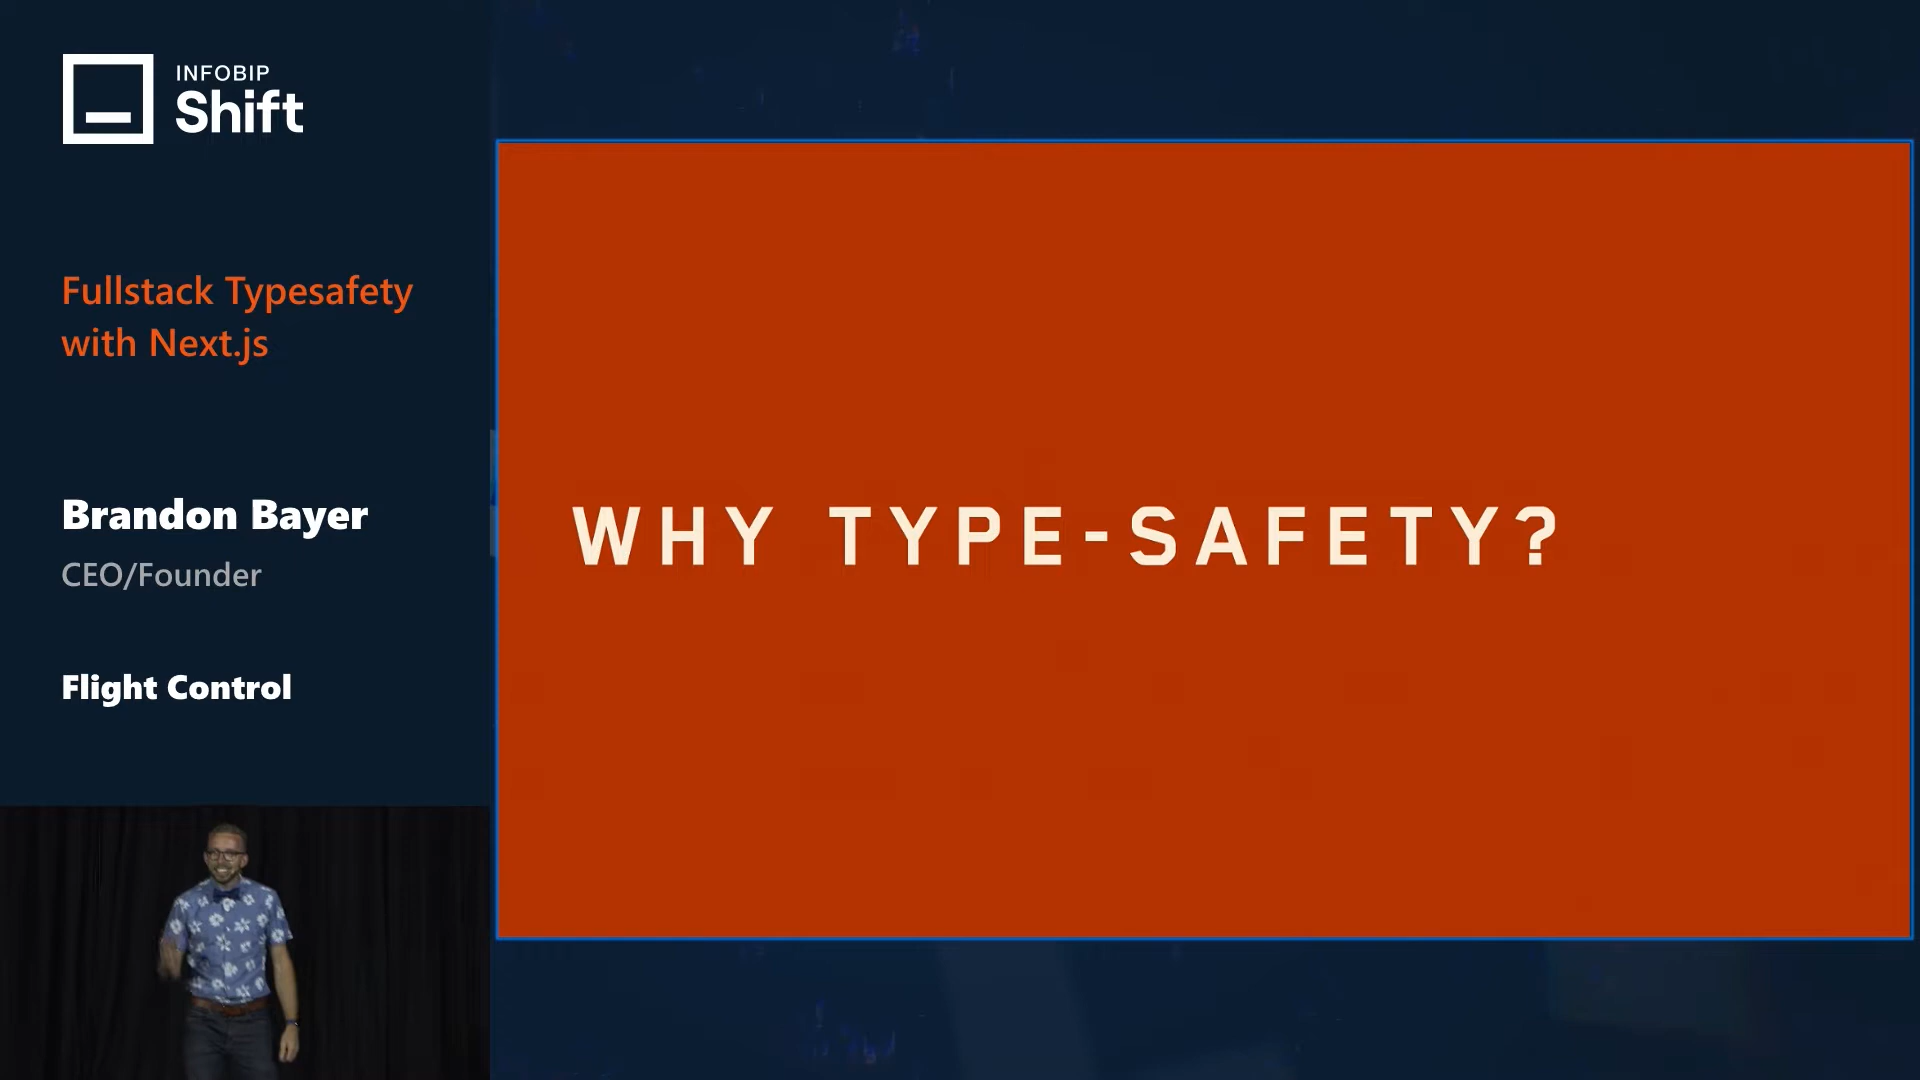 INFOBIP
Shift
Fullstack Typesafety
with Next.js
Brandon Bayer
CEO/Founder
Flight Control
WHY TYPE-SAFETY?